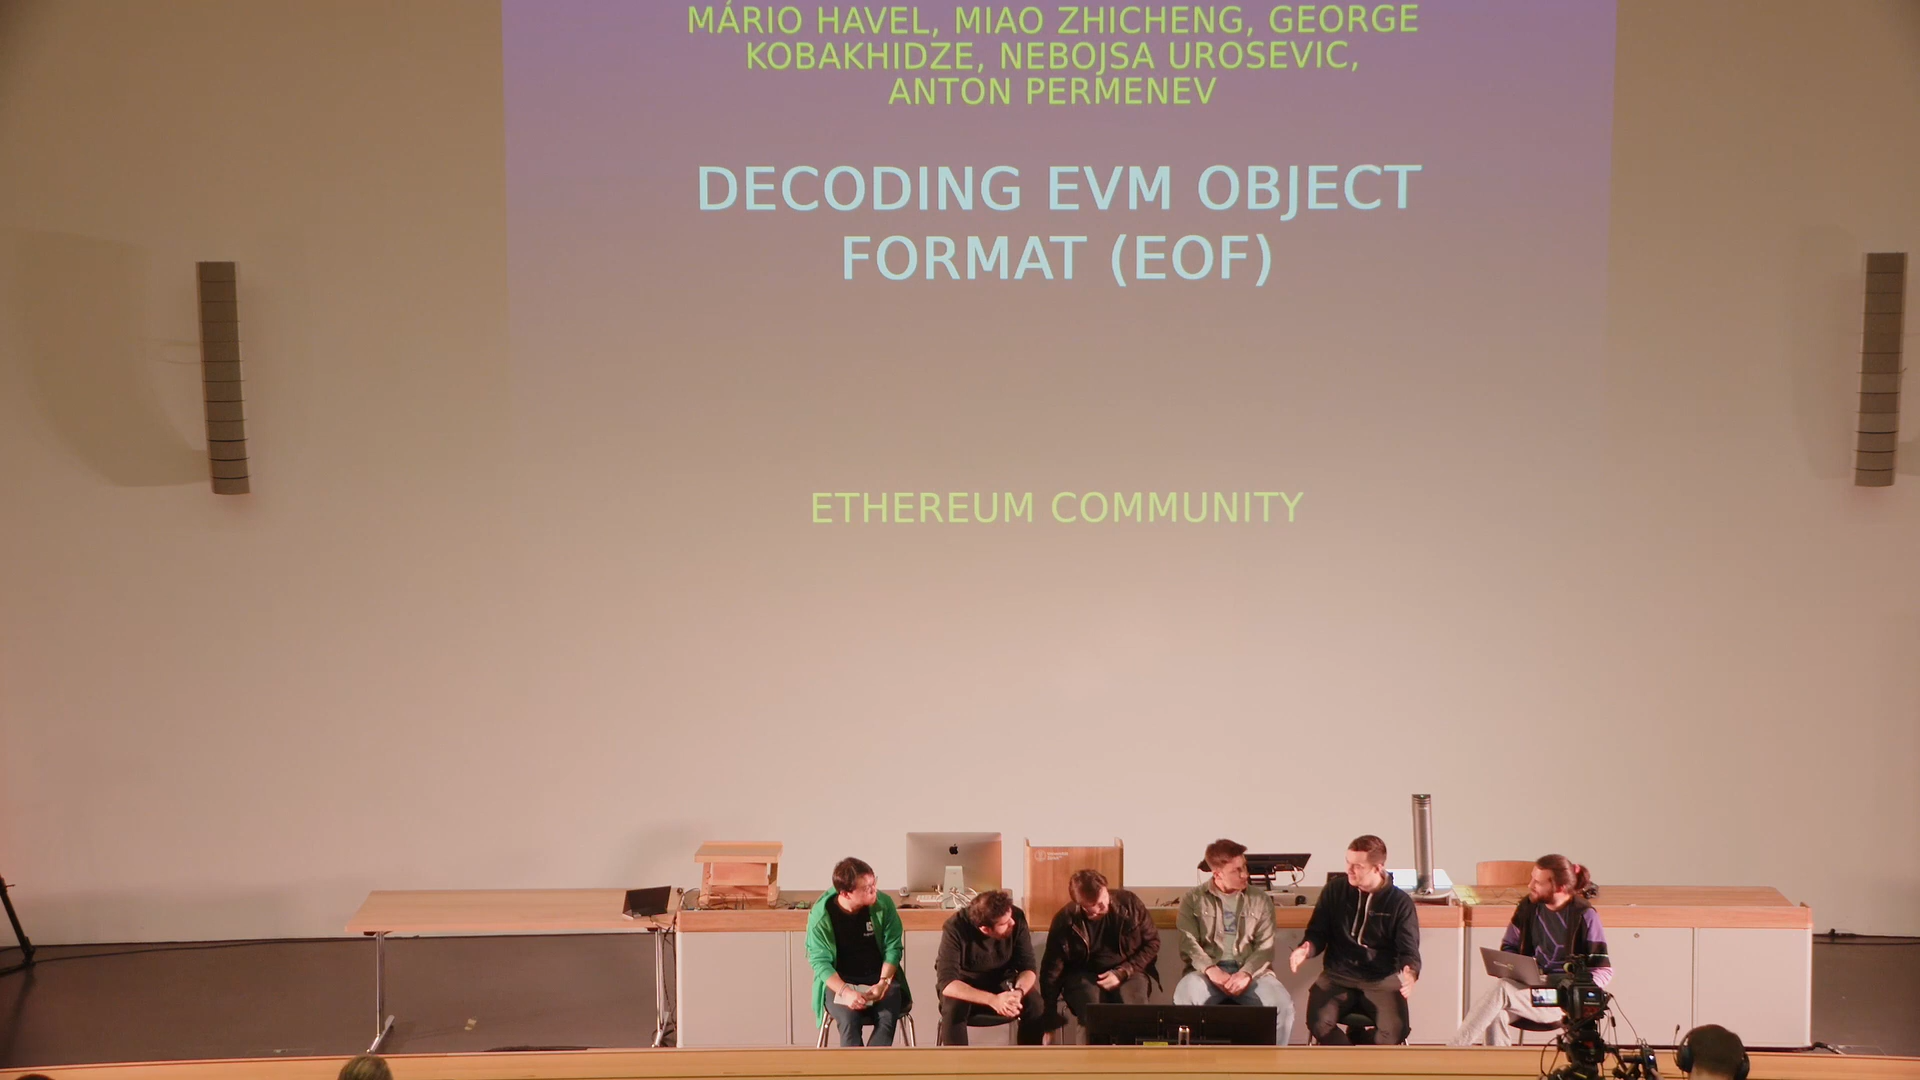 MÁRIO HAVEL, MIAO ZHICHENG, GEORGE
KOBAKHIDZE, NEBOJSA UROSEVIC,
ANTON PERMENEV
DECODING EVM OBJECT
FORMAT (EOF)
ETHEREUM COMMUNITY